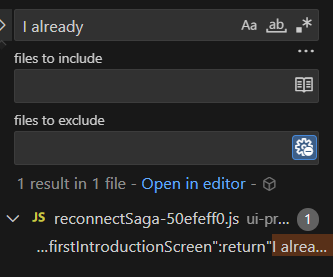 I already Aa ab .*
...
files to include
files to exclude
1 result in 1 file - Open in editor -
JS reconnectSaga-50efeff0.js ui-pr... 1
...firstIntroductionScreen":return"I alrea...